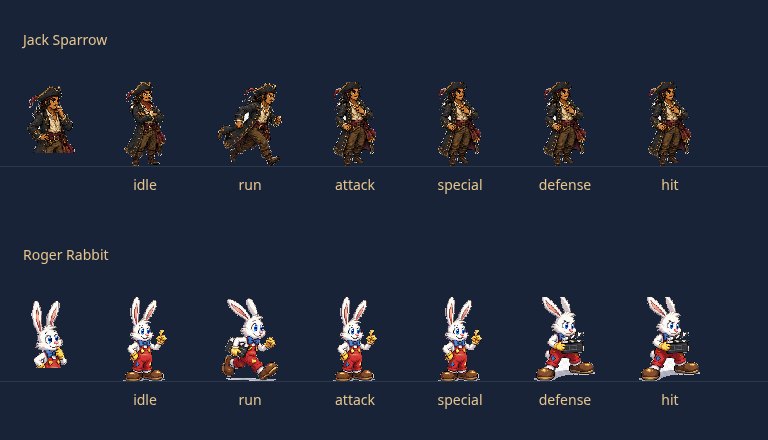 Jack Sparrow
idle run attack special defense hit
Roger Rabbit
idle run attack special defense hit